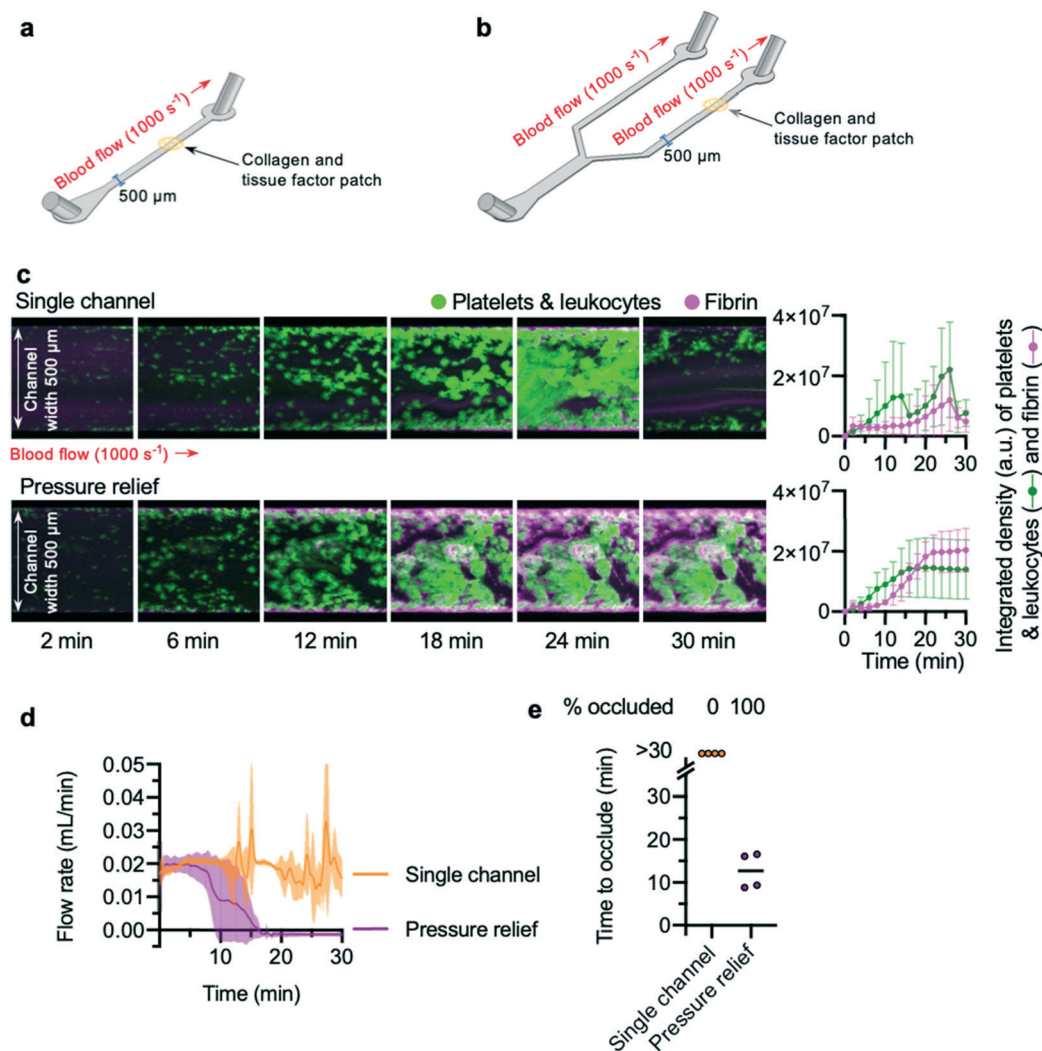 a
Blood flow (1000 s⁻¹) →
Collagen and
tissue factor patch
500 µm
b
Blood flow (1000 s⁻¹) →
Blood flow (1000 s⁻¹) →
Collagen and
tissue factor patch
500 µm
c
Single channel
Platelets & leukocytes
Fibrin
Channel
width 500 µm
Blood flow (1000 s⁻¹) →
Pressure relief
Channel
width 500 µm
2 min
6 min
12 min
18 min
24 min
30 min
4×10⁷
2×10⁷
0
0
10
20
30
4×10⁷
2×10⁷
0
0
10
20
30
Time (min)
Integrated density (a.u.) of platelets
& leukocytes ( ) and fibrin ( )
d
Flow rate (mL/min)
0.05
0.04
0.03
0.02
0.01
0.00
10
20
30
Time (min)
Single channel
Pressure relief
e
% occluded
0
100
Time to occlude (min)
>30
30
20
10
0
Single channel
Pressure relief